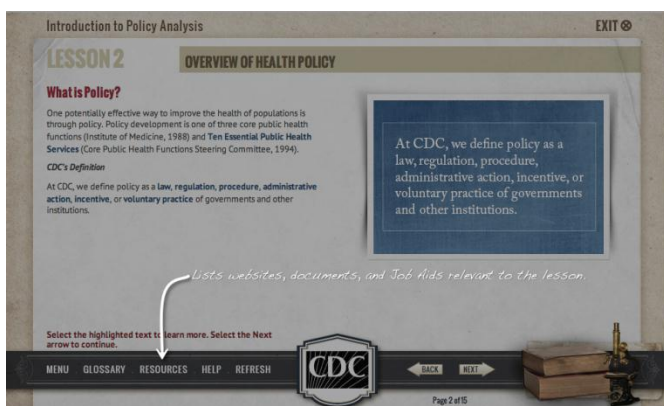 Introduction to Policy Analysis
EXIT
LESSON 2
OVERVIEW OF HEALTH POLICY
What is Policy?
One potentially effective way to improve the health of populations is
through policy. Policy development is one of three core public health
functions (Institute of Medicine, 1988) and Ten Essential Public Health
Services (Core Public Health Functions Steering Committee, 1994).
CDC's Definition
At CDC, we define policy as a law, regulation, procedure, administrative
action, incentive, or voluntary practice of governments and other
institutions.
At CDC, we define policy as a
law, regulation, procedure,
administrative action, incentive, or
voluntary practice of governments
and other institutions.
Lists websites, documents, and Job Aids relevant to the lesson.
Select the highlighted text to learn more. Select the Next
arrow to continue.
MENU GLOSSARY RESOURCES HELP REFRESH
CDC
BACK NEXT
Page 2 of 15